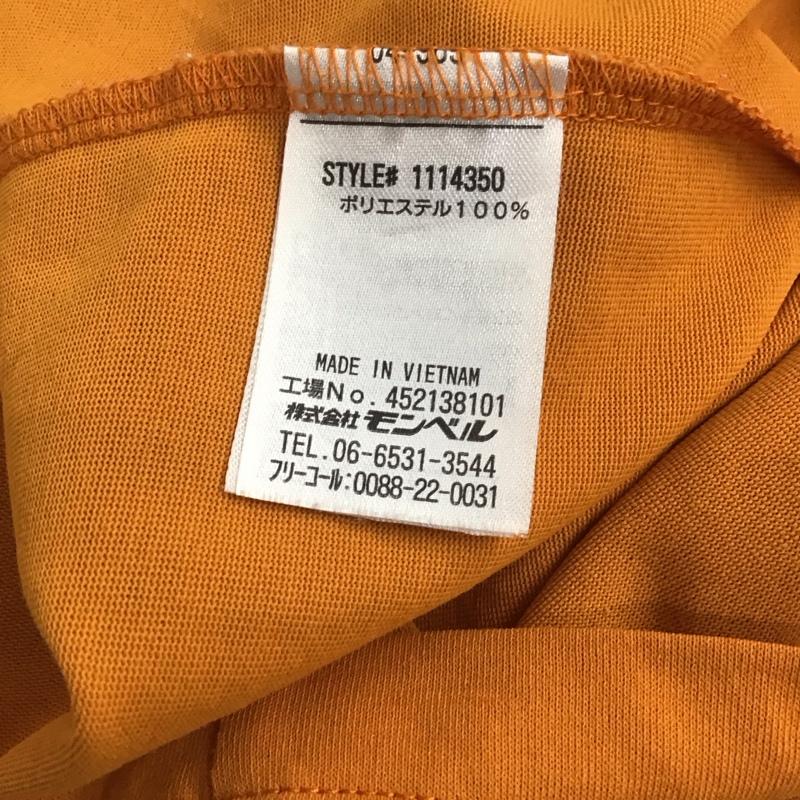 STYLE# 1114350
ポリエステル100%
MADE IN VIETNAM
工場No. 452138101
株式会社モンベル
TEL.06-6531-3544
フリーコール:0088-22-0031